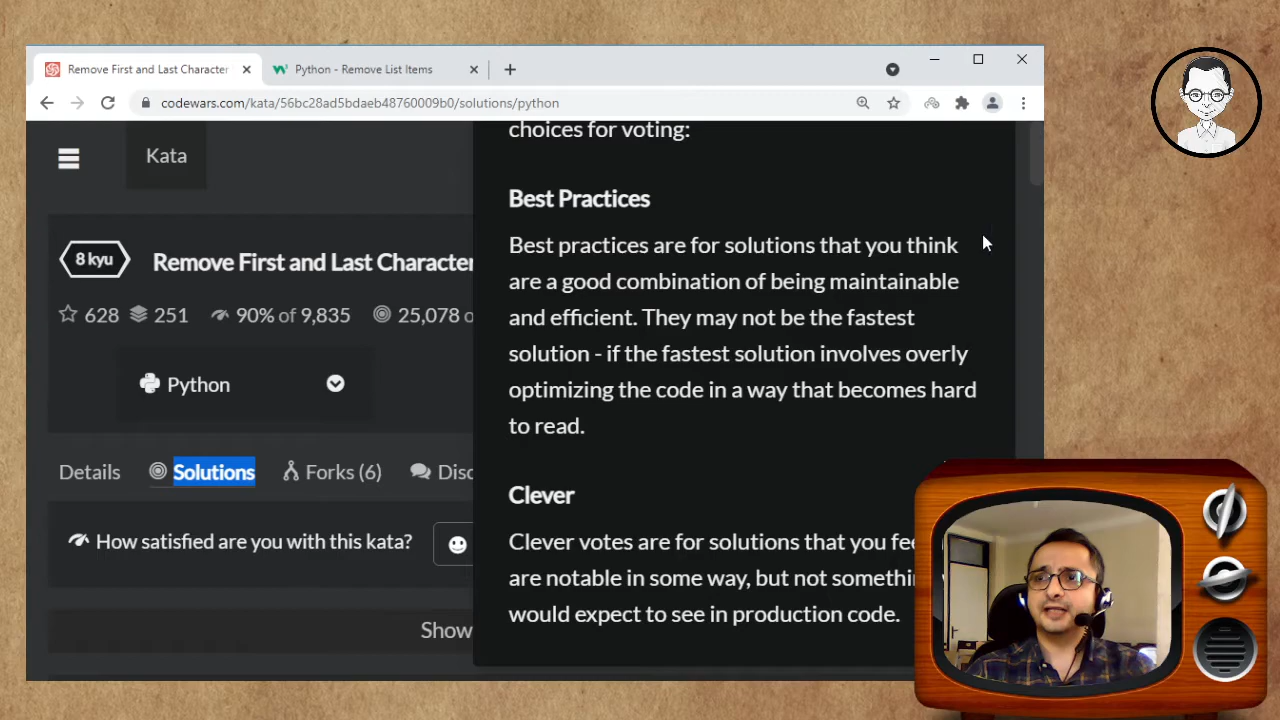 Remove First and Last Character
Python - Remove List Items
codewars.com/kata/56bc28ad5bdaeb48760009b0/solutions/python
Kata
8 kyu
Remove First and Last Character
628
251
90% of 9,835
25,078 o
Python
Details
Solutions
Forks (6)
Disc
How satisfied are you with this kata?
Show
choices for voting:
Best Practices
Best practices are for solutions that you think
are a good combination of being maintainable
and efficient. They may not be the fastest
solution - if the fastest solution involves overly
optimizing the code in a way that becomes hard
to read.
Clever
Clever votes are for solutions that you fee
are notable in some way, but not somethi
would expect to see in production code.